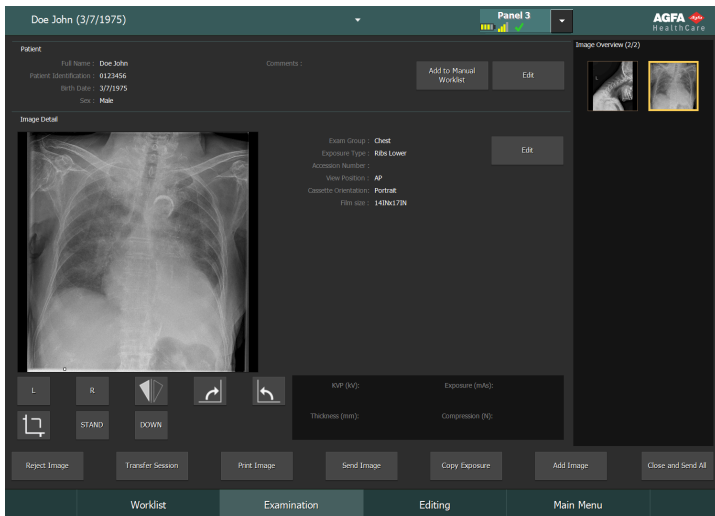 Doe John (3/7/1975)
Panel 3
AGFA
HealthCare
Patient
Full Name : Doe John
Patient Identification : 0123456
Birth Date : 3/7/1975
Sex : Male
Comments :
Add to Manual
Worklist
Edit
Image Overview (2/2)
L
Image Detail
Exam Group : Chest
Exposure Type : Ribs Lower
Accession Number :
View Position : AP
Cassette Orientation: Portrait
Film size : 14INx17IN
Edit
L
R
STAND
DOWN
KVP (kV):
Exposure (mAs):
Thickness (mm):
Compression (N):
Reject Image
Transfer Session
Print Image
Send Image
Copy Exposure
Add Image
Close and Send All
Worklist
Examination
Editing
Main Menu